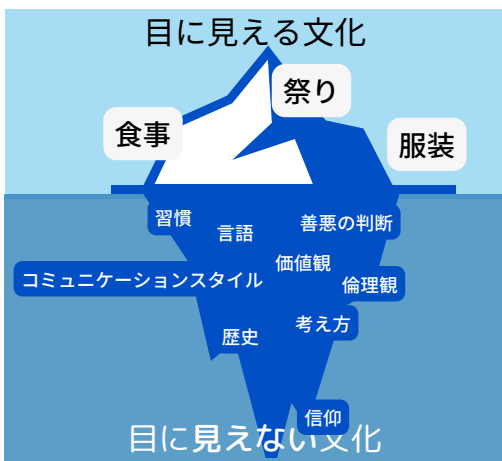 目に見える文化
祭り
食事
服装
習慣
言語
善悪の判断
価値観
コミュニケーションスタイル
倫理観
考え方
歴史
信仰
目に見えない文化